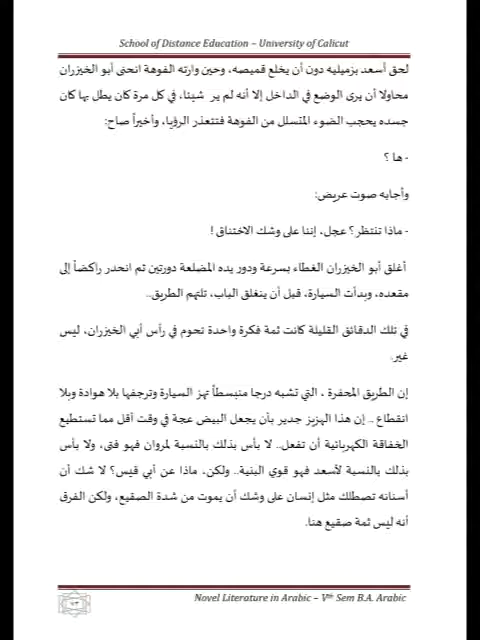 School of Distance Education – University of Calicut
لحق أسعد بزميليه دون أن يخلع قميصه، وحين وارته الفوهة انحنى أبو الخيزران
محاولا أن يرى الوضع في الداخل إلا أنه لم ير شيئا، في كل مرة كان يطل بها كان
جسده يحجب الضوء المتسلل من الفوهة فتتعذر الرؤيا، وأخيراً صاح:
- ها ؟
وأجابه صوت عريض:
- ماذا تنتظر؟ عجل، إننا على وشك الاختناق !
أغلق أبو الخيزران الغطاء بسرعة ودور يده المضلعة دورتين ثم انحدر راكضاً إلى
مقعده، وبدأت السيارة، قبل أن ينغلق الباب، تلتهم الطريق..
في تلك الدقائق القليلة كانت ثمة فكرة واحدة تحوم في رأس أبي الخيزران، ليس
غير.
إن الطريق المحفرة ، التي تشبه درجا منبسطاً تهز السيارة وترجفها بلا هوادة وبلا
انقطاع .. إن هذا الهزيز جدير بأن يجعل البيض عجة في وقت أقل مما تستطيع
الخفاقة الكهربائية أن تفعل.. لا بأس بذلك بالنسبة لمروان فهو فتى، ولا بأس
بذلك بالنسبة لأسعد فهو قوي البنية.. ولكن، ماذا عن أبي قيس؟ لا شك أن
أسنانه تصطك مثل إنسان على وشك أن يموت من شدة الصقيع، ولكن الفرق
أنه ليس ثمة صقيع هنا.
Novel Literature in Arabic – Vth Sem B.A. Arabic